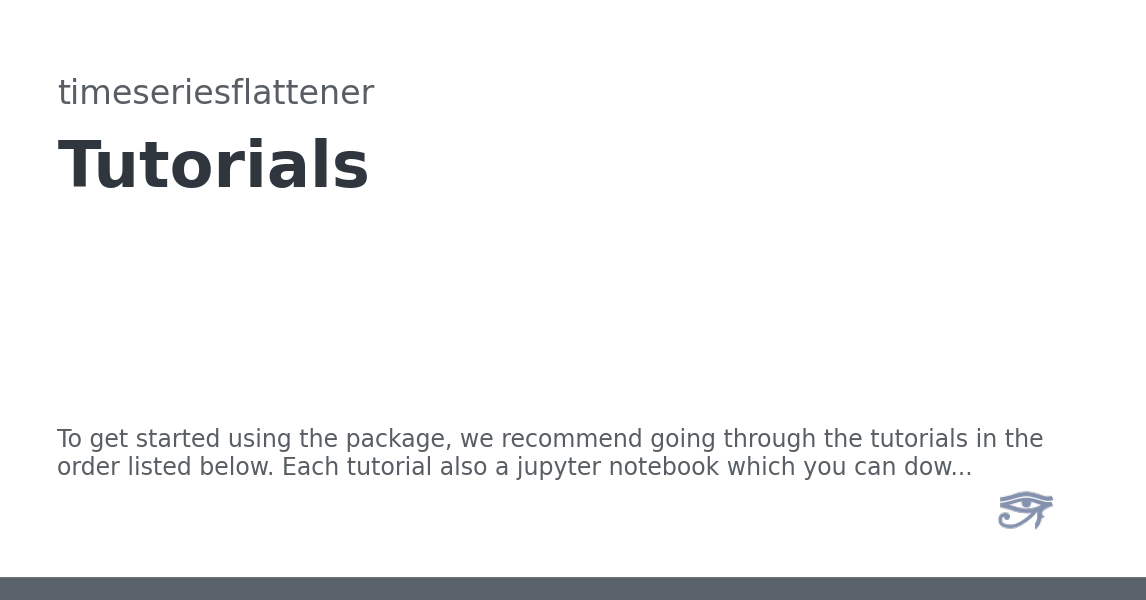 timeseriesflattener
Tutorials
To get started using the package, we recommend going through the tutorials in the
order listed below. Each tutorial also a jupyter notebook which you can dow...